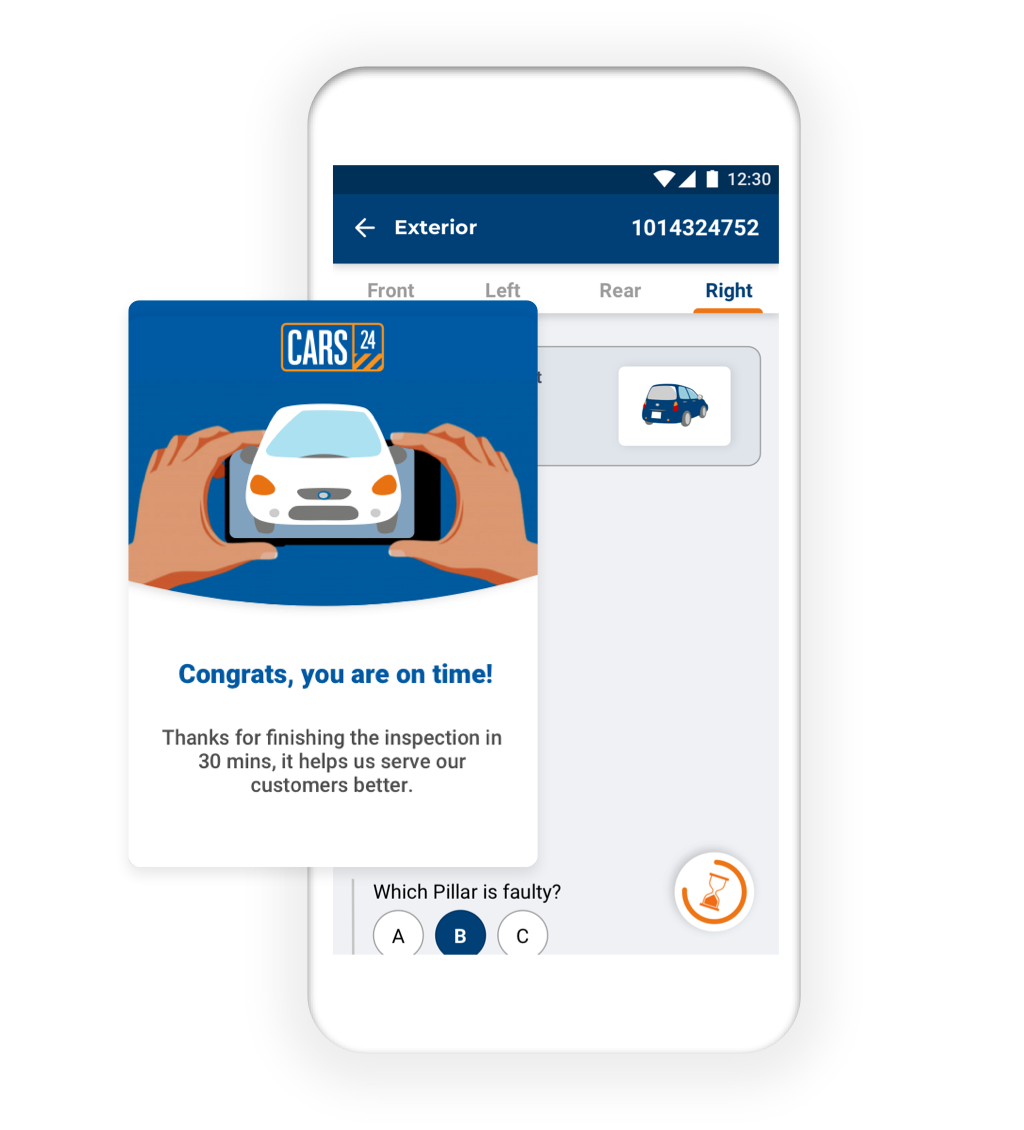 12:30
Exterior
1014324752
Front Left Rear Right
CARS 24
Congrats, you are on time!
Thanks for finishing the inspection in
30 mins, it helps us serve our
customers better.
Which Pillar is faulty?
A B C